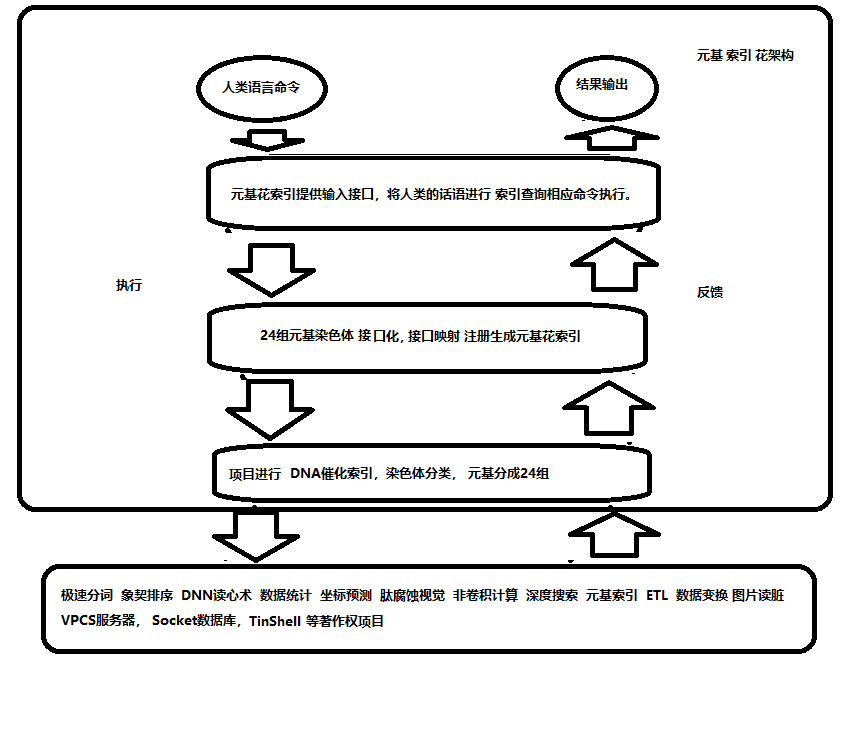 元基 索引 花架构
人类语言命令
结果输出
元基花索引提供输入接口，将人类的话语进行 索引查询相应命令执行。
执行
反馈
24组元基染色体 接 口化, 接口映射 注册生成元基花索引
项目进行 DNA催化索引，染色体分类， 元基分成24组
极速分词 象契排序 DNN读心术 数据统计 坐标预测 肽腐蚀视觉 非卷积计算 深度搜索 元基索引 ETL 数据变换 图片读脏
VPCS服务器， Socket数据库，TinShell 等著作权项目